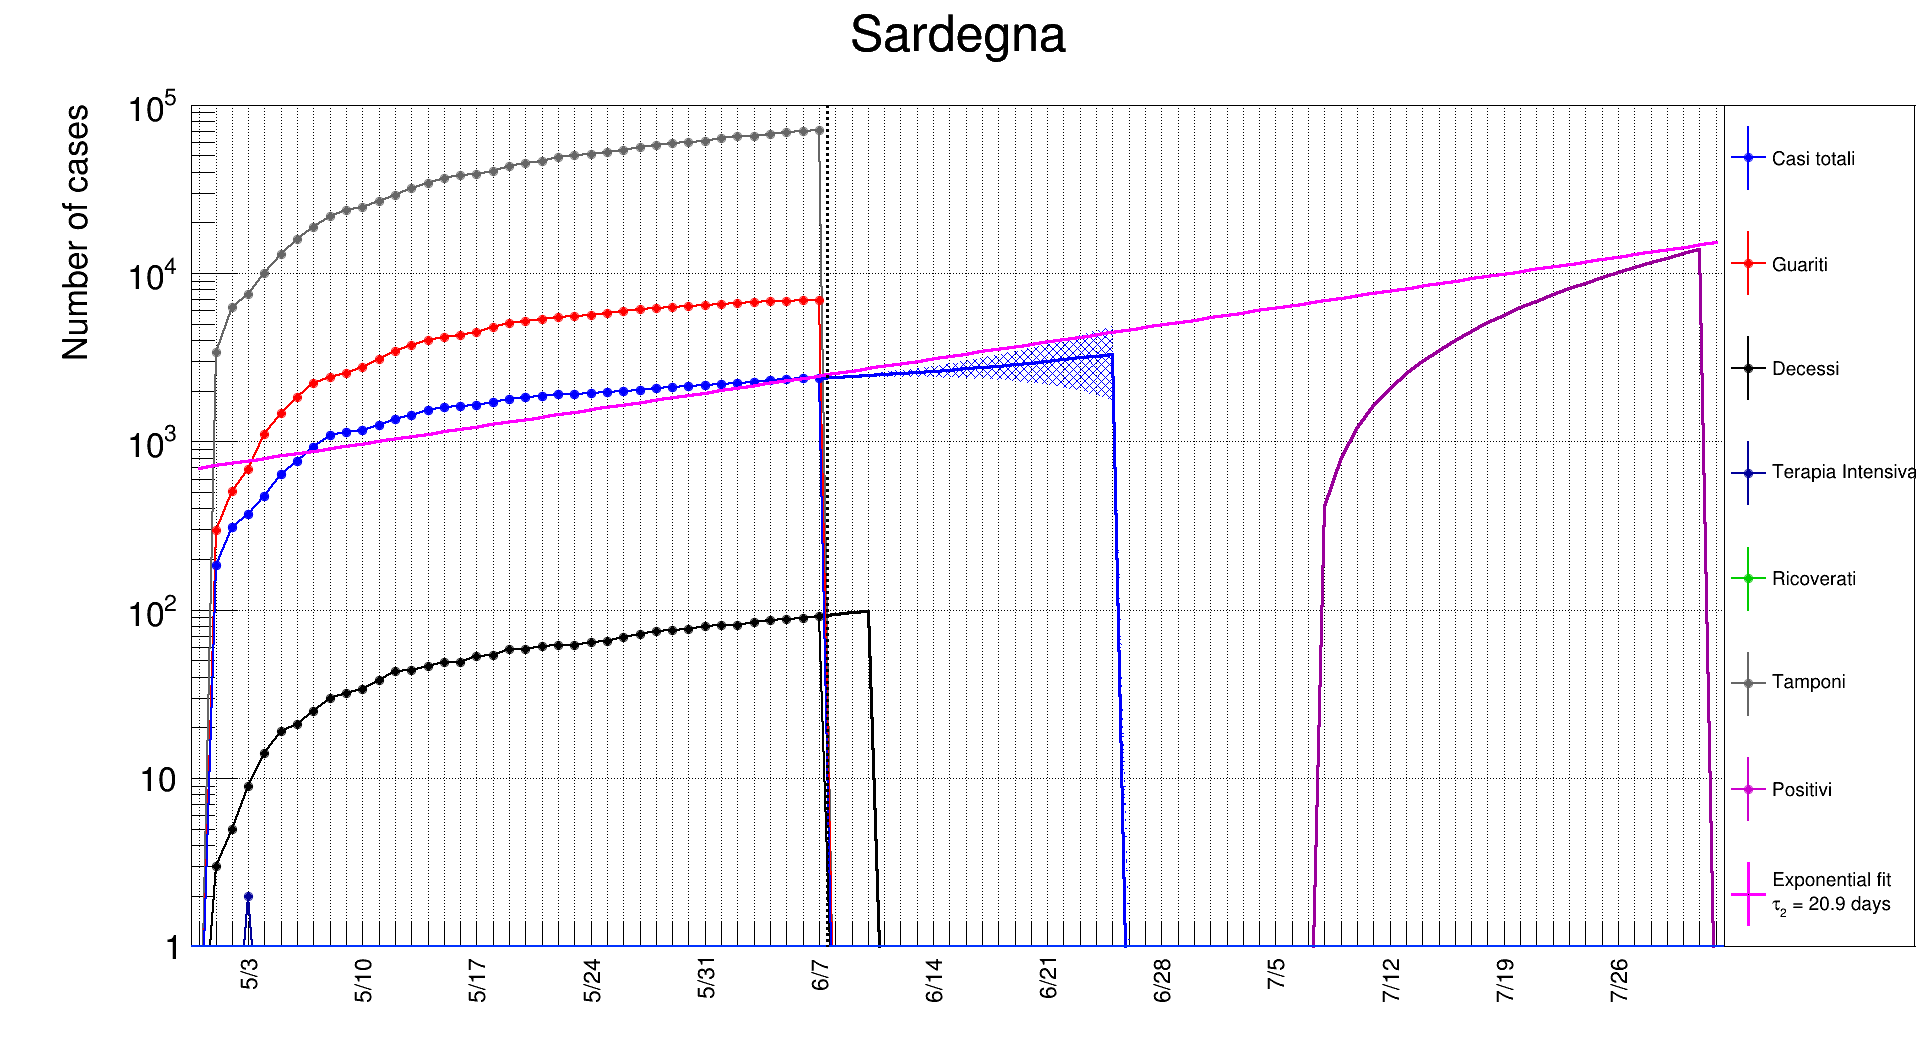 Sardegna
Number of cases
10^5
10^4
10^3
10^2
10
1
5/3
5/10
5/17
5/24
5/31
6/7
6/14
6/21
6/28
7/5
7/12
7/19
7/26
Casi totali
Guariti
Decessi
Terapia Intensiva
Ricoverati
Tamponi
Positivi
Exponential fit
τ_2 = 20.9 days